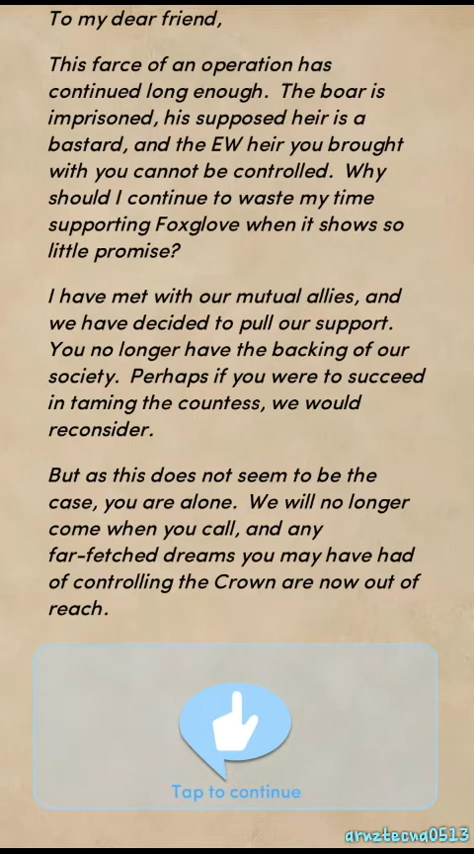 To my dear friend,
This farce of an operation has
continued long enough. The boar is
imprisoned, his supposed heir is a
bastard, and the EW heir you brought
with you cannot be controlled. Why
should I continue to waste my time
supporting Foxglove when it shows so
little promise?
I have met with our mutual allies, and
we have decided to pull our support.
You no longer have the backing of our
society. Perhaps if you were to succeed
in taming the countess, we would
reconsider.
But as this does not seem to be the
case, you are alone. We will no longer
come when you call, and any
far-fetched dreams you may have had
of controlling the Crown are now out of
reach.
Tap to continue
arnztecna0513